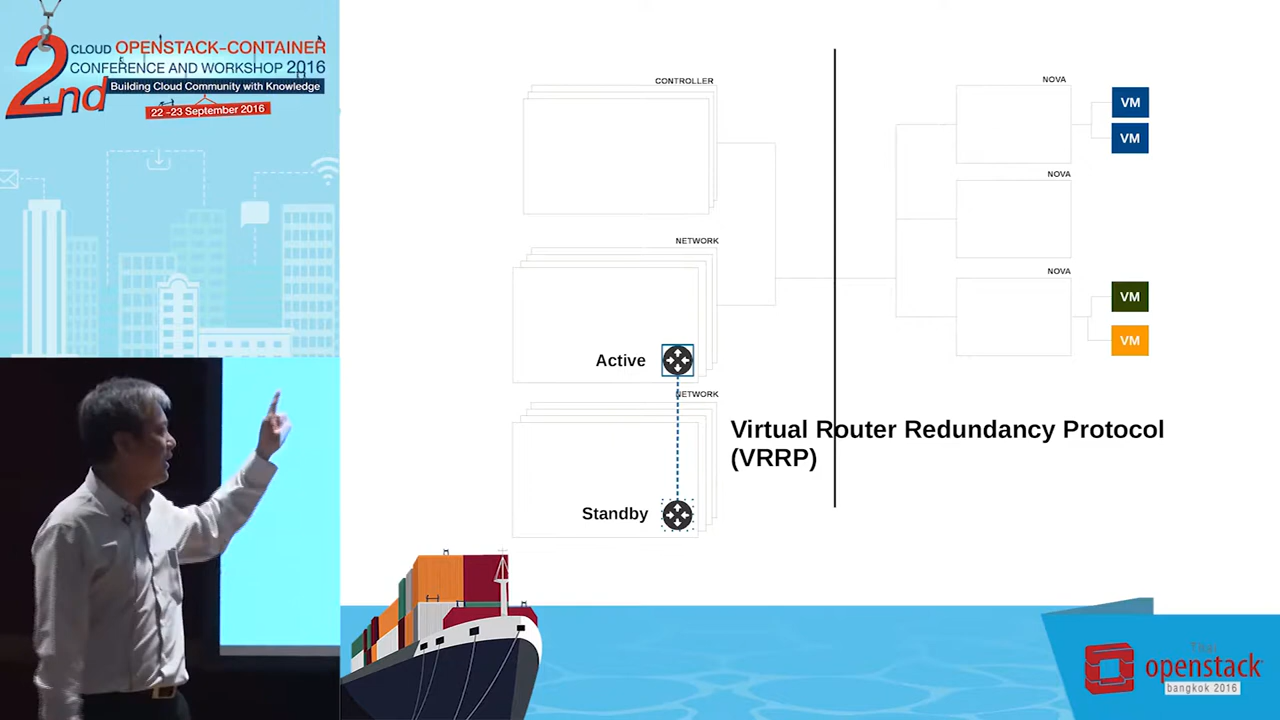 2nd
CLOUD OPENSTACK-CONTAINER
CONFERENCE AND WORKSHOP 2016
Building Cloud Community with Knowledge
22 -23 September 2016
CONTROLLER
NETWORK
Active
NETWORK
Standby
NOVA
VM
VM
NOVA
NOVA
VM
VM
Virtual Router Redundancy Protocol
(VRRP)
Thai
openstack
bangkok 2016